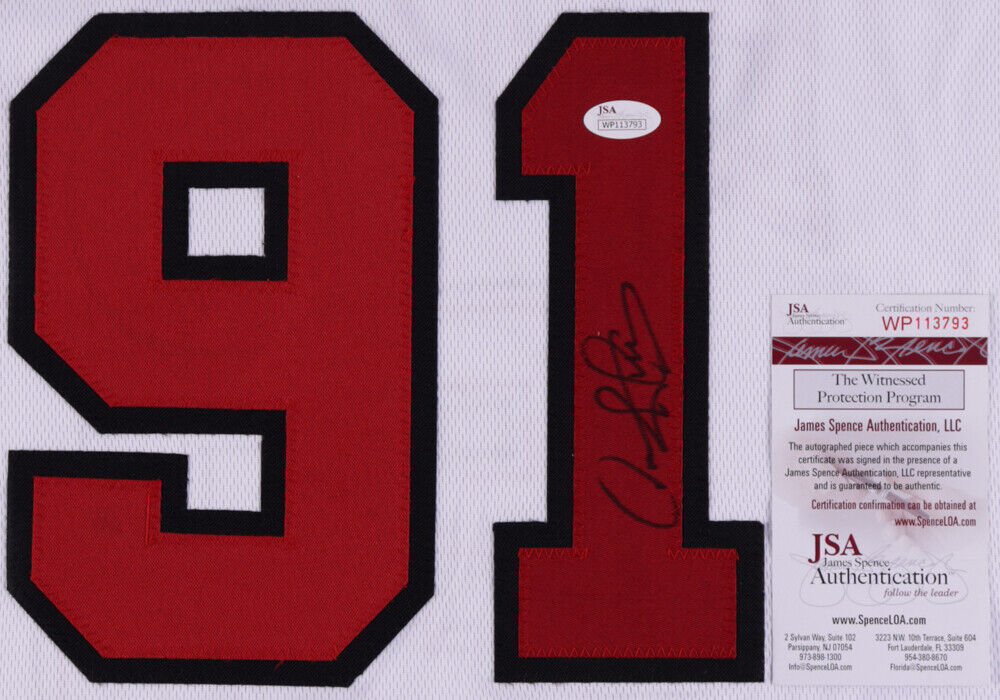 91
JSA
WP113793
JSA
James Spence
Authentication
Certification Number:
WP113793
The Witnessed
Protection Program
James Spence Authentication, LLC
The autographed piece which accompanies this
certificate was signed in the presence of a
James Spence Authentication, LLC representative
and is guaranteed to be authentic.
Certification confirmation can be obtained at
www.SpenceLOA.com
JSA
James Spence
Authentication
follow the leader
www.SpenceLOA.com
2 Sylvan Way, Suite 102
Parsippany, NJ 07054
973-898-1300
Info@SpenceLOA.com
3223 N.W. 10th Terrace, Suite 604
Fort Lauderdale, FL 33309
954-380-8670
Florida@SpenceLOA.com